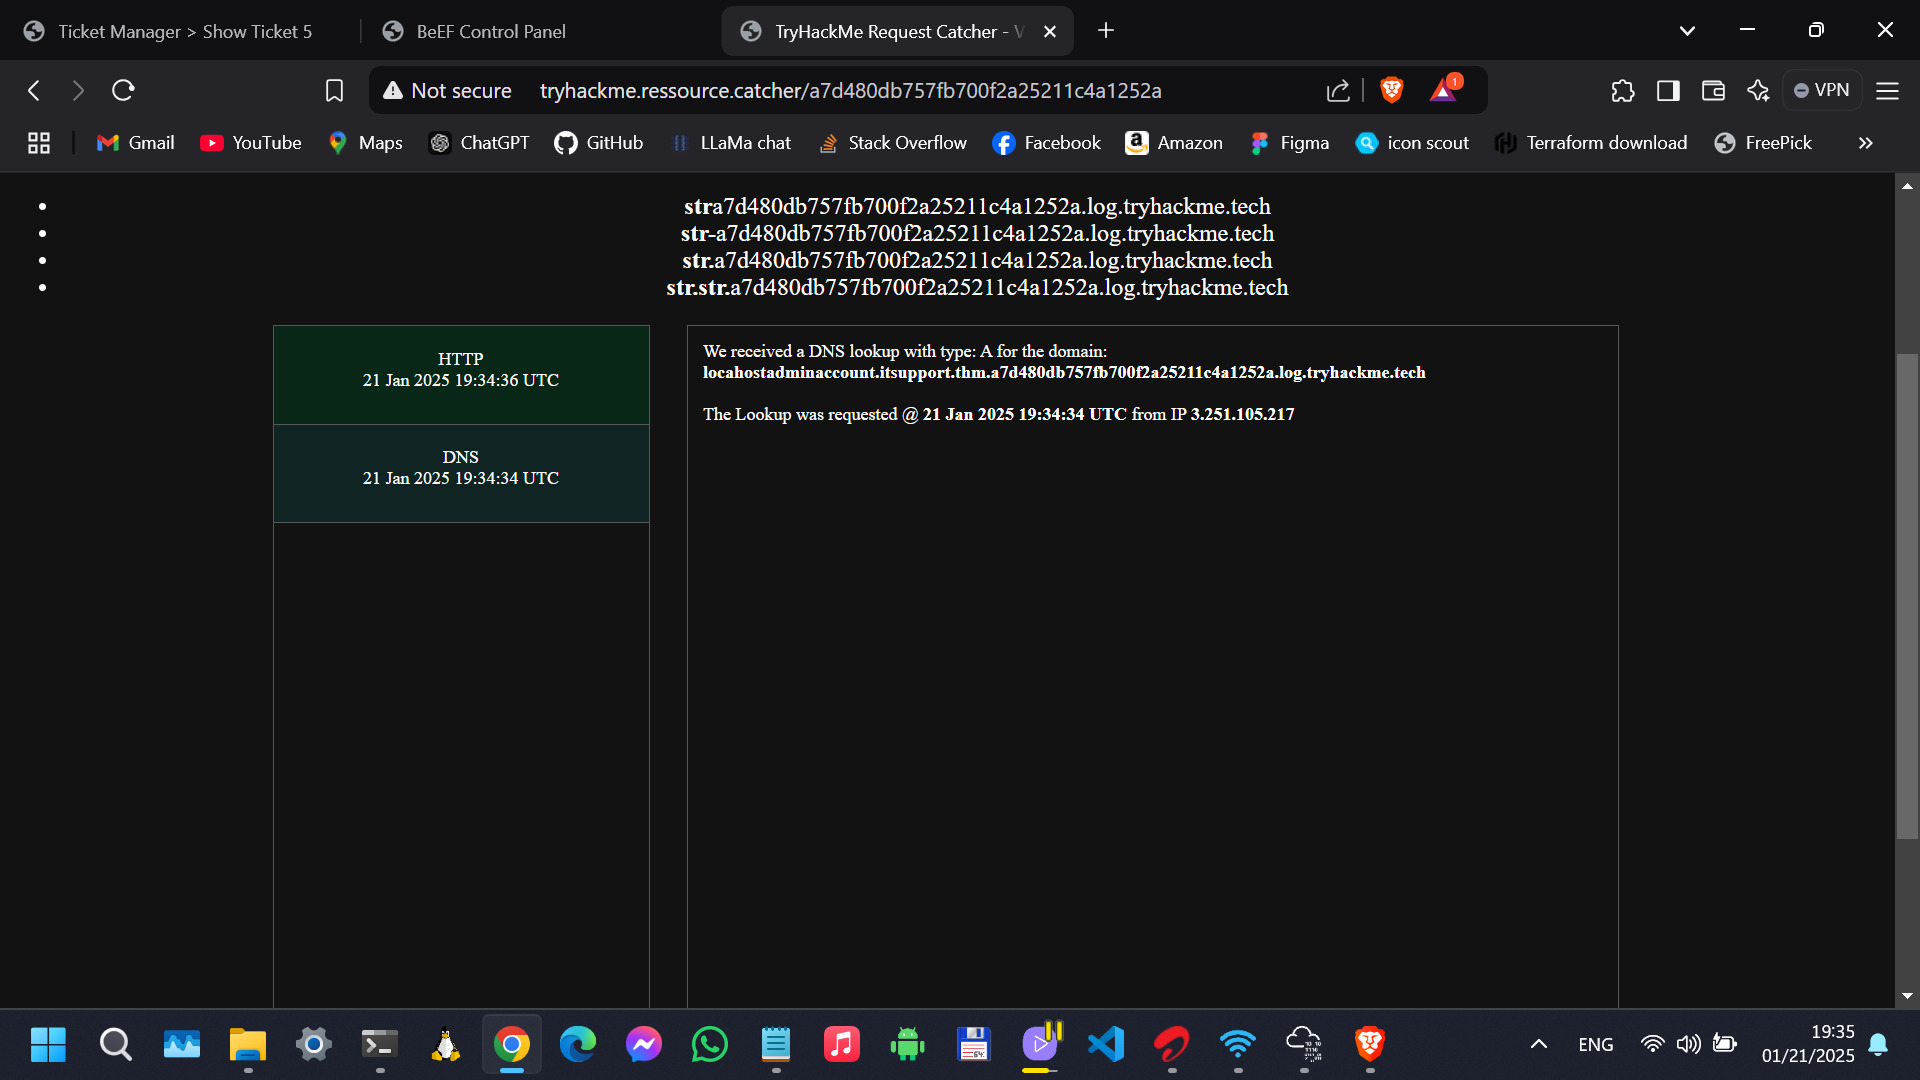 Ticket Manager > Show Ticket 5
BeEF Control Panel
TryHackMe Request Catcher -
Not secure
tryhackme.ressource.catcher/a7d480db757fb700f2a25211c4a1252a
1
VPN
Gmail
YouTube
Maps
ChatGPT
GitHub
LLaMa chat
Stack Overflow
Facebook
Amazon
Figma
icon scout
Terraform download
FreePick
stra7d480db757fb700f2a25211c4a1252a.log.tryhackme.tech
str-a7d480db757fb700f2a25211c4a1252a.log.tryhackme.tech
str.a7d480db757fb700f2a25211c4a1252a.log.tryhackme.tech
str.str.a7d480db757fb700f2a25211c4a1252a.log.tryhackme.tech
HTTP
21 Jan 2025 19:34:36 UTC
DNS
21 Jan 2025 19:34:34 UTC
We received a DNS lookup with type: A for the domain:
locahostadminaccount.itsupport.thm.a7d480db757fb700f2a25211c4a1252a.log.tryhackme.tech
The Lookup was requested @ 21 Jan 2025 19:34:34 UTC from IP 3.251.105.217
ENG
19:35
01/21/2025